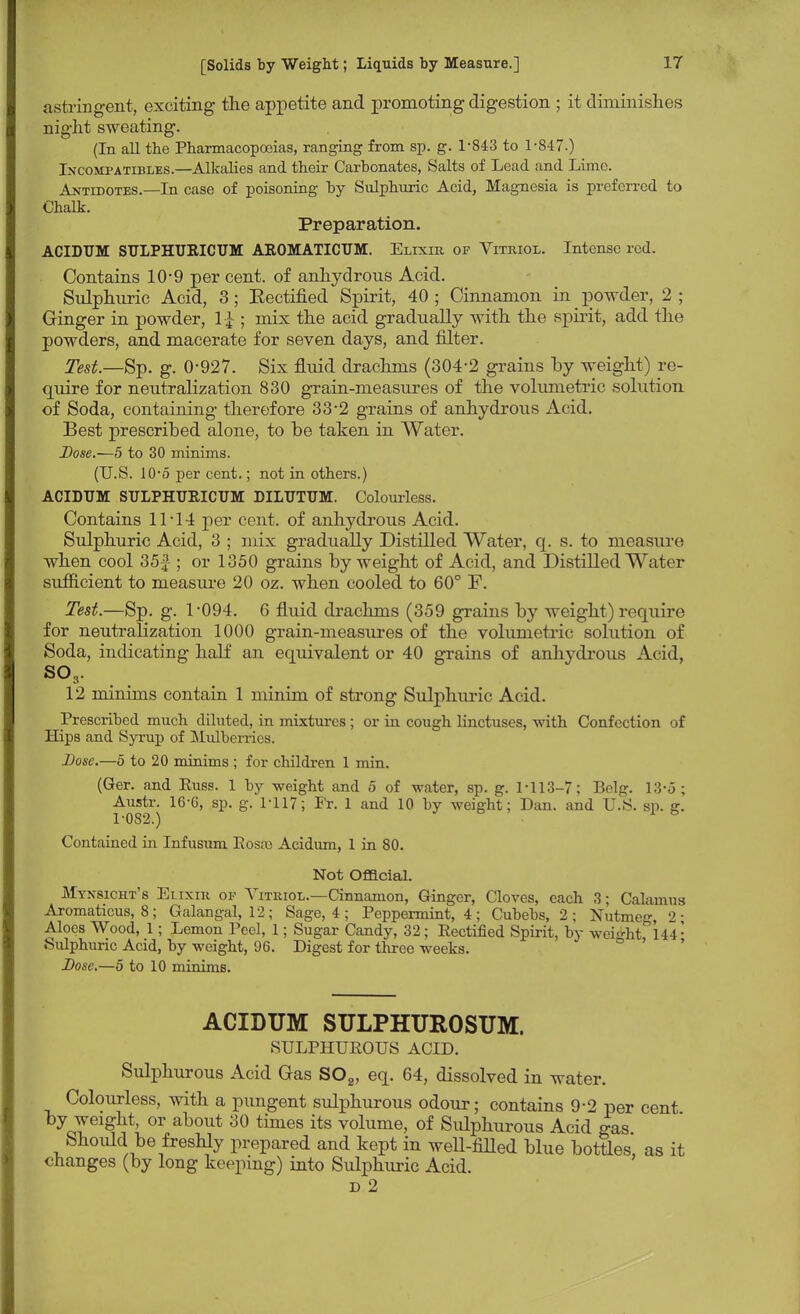 [Solids by Weight; Liquids by Measure.] 17
astringent, exciting the appetite and promoting digestion ; it diminishes
night sweating.
(In all the Pharmacopœias, ranging from sp. g. 1·843 to 1·847.)
Incompatibles.—Alkalies and their Carbonates, Salts of Lead and Lime.
Antidotes.—In case of poisoning by Sulphuric Acid, Magnesia is preferred to
Chalk.
Preparation.
ACIDUM SULPHURICUM AROMATICUM. Elixir of Vitriol. Intense red.
Contains 10·9 per cent. of anhydrous Acid.
Sulphuric Acid, 3 ; Rectified Spirit, 40 ; Cinnamon in powder, 2 ;
Ginger in powder, 1¼ ; mix the acid gradually with the spirit, add the
powders, and macerate for seven days, and filter.
Test.—Sp. g. 0·927. Six fluid drachms (304·2 grains by weight) re-
quire for neutralization 830 grain-measures of the volumetric solution
of Soda, containing therefore 33·2 grains of anhydrous Acid.
Best prescribed alone, to be taken in Water.
Dose.—5 to 30 minims.
(U.S. 10·5 per cent. ; not in others.)
ACIDUM SULPHURICUM DILUTUM. Colourless.
Contains 11·14 per cent. of anhydrous Acid.
Sulphuric Acid, 3 ; mix gradually Distilled Water, q. s. to measure
when cool 35¾ ; or 1350 grains by weight of Acid, and Distilled Water
sufficient to measure 20 oz. when cooled to 60° F.
Test.—Sp. g. 1·094. 6 fluid drachms (359 grains by weight) require
for neutralization 1000 grain-measures of the volumetric solution of
Soda, indicating half an equivalent or 40 grains of anhydrous Acid,
SO₃.
12 minims contain 1 minim of strong Sulphuric Acid.
Prescribed much diluted, in mixtures ; or in cough linctuses, with Confection of
Hips and Syrup of Mulberries.
Dose.—5 to 20 minims ; for children 1 min.
(Ger. and Russ. 1 by weight and 5 of water, sp. g. 1·113–7 ; Belg. 13·5 ;
Austr. 16·6, sp. g. 1·117 ; Fr. 1 and 10 by weight ; Dan. and U.S. sp. g.
1·082.)
Contained in Infusum Rosæ Acidum, 1 in 80.
Not Official.
Mynsicht's Elixir of Vitriol.—Cinnamon, Ginger, Cloves, each 3 ; Calamus
Aromaticus, 8 ; Galangal, 12 ; Sage, 4 ; Peppermint, 4 ; Cubebs, 2 ; Nutmeg, 2 ;
Aloes Wood, 1 ; Lemon Peel, 1 ; Sugar Candy, 32 ; Rectified Spirit, by weight, 144 ;
Sulphuric Acid, by weight, 96. Digest for three weeks.
Dose.—5 to 10 minims.
ACIDUM SULPHUROSUM.
SULPHUROUS ACID.
Sulphurous Acid Gas SO₂, eq. 64, dissolved in water.
Colourless, with a pungent sulphurous odour ; contains 9·2 per cent.
by weight, or about 30 times its volume, of Sulphurous Acid gas.
Should be freshly prepared and kept in well-filled blue bottles, as it
changes (by long keeping) into Sulphuric Acid.
D 2